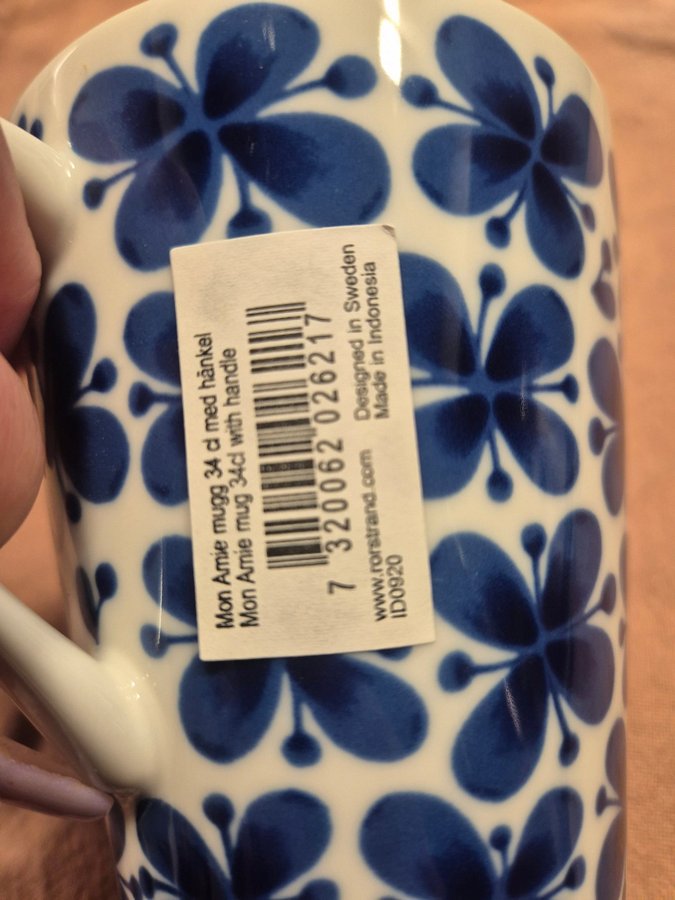 Mon Amie mugg 34 cl med hänkel
Mon Amie mug 34cl with handle
7 320062 026217
www.rorstrand.com
ID0920
Designed in Sweden
Made in Indonesia